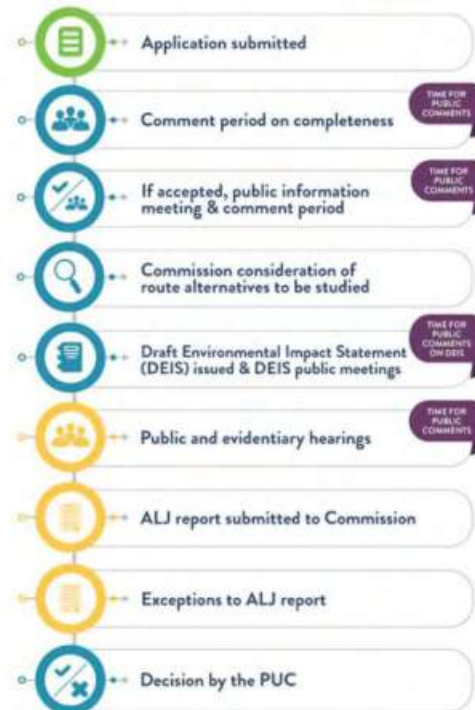 Application submitted
TIME FOR
PUBLIC
COMMENTS
Comment period on completeness
TIME FOR
PUBLIC
COMMENTS
If accepted, public information
meeting & comment period
Commission consideration of
route alternatives to be studied
TIME FOR
PUBLIC
COMMENTS
ON DEIS
Draft Environmental Impact Statement
(DEIS) issued & DEIS public meetings
TIME FOR
PUBLIC
COMMENTS
Public and evidentiary hearings
ALJ report submitted to Commission
Exceptions to ALJ report
Decision by the PUC